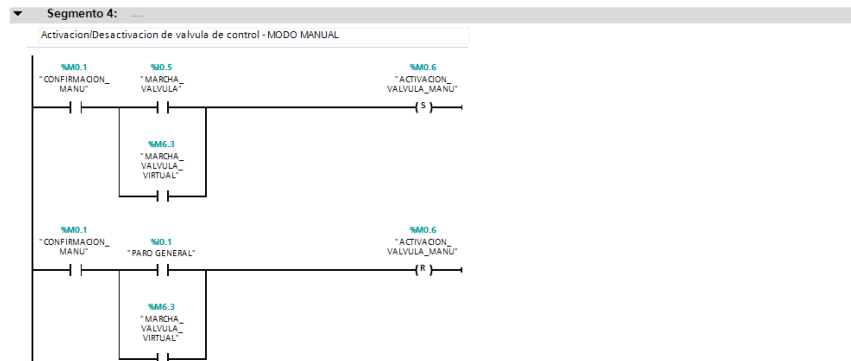 Segmento 4: ....
Activacion/Desactivacion de valvula de control - MODO MANUAL
%M0.1 %I0.5 %M0.6
"CONFIRMACION_ "MARCHA_ "ACTIVACION_
MANU" VALVULA" VALVULA_MANU"
S
%M6.3
"MARCHA_
VALVULA_
VIRTUAL"
%M0.1 %M0.6
"CONFIRMACION_ %I0.1 "ACTIVACION_
MANU" "PARO GENERAL" VALVULA_MANU"
R
%M6.3
"MARCHA_
VALVULA_
VIRTUAL"